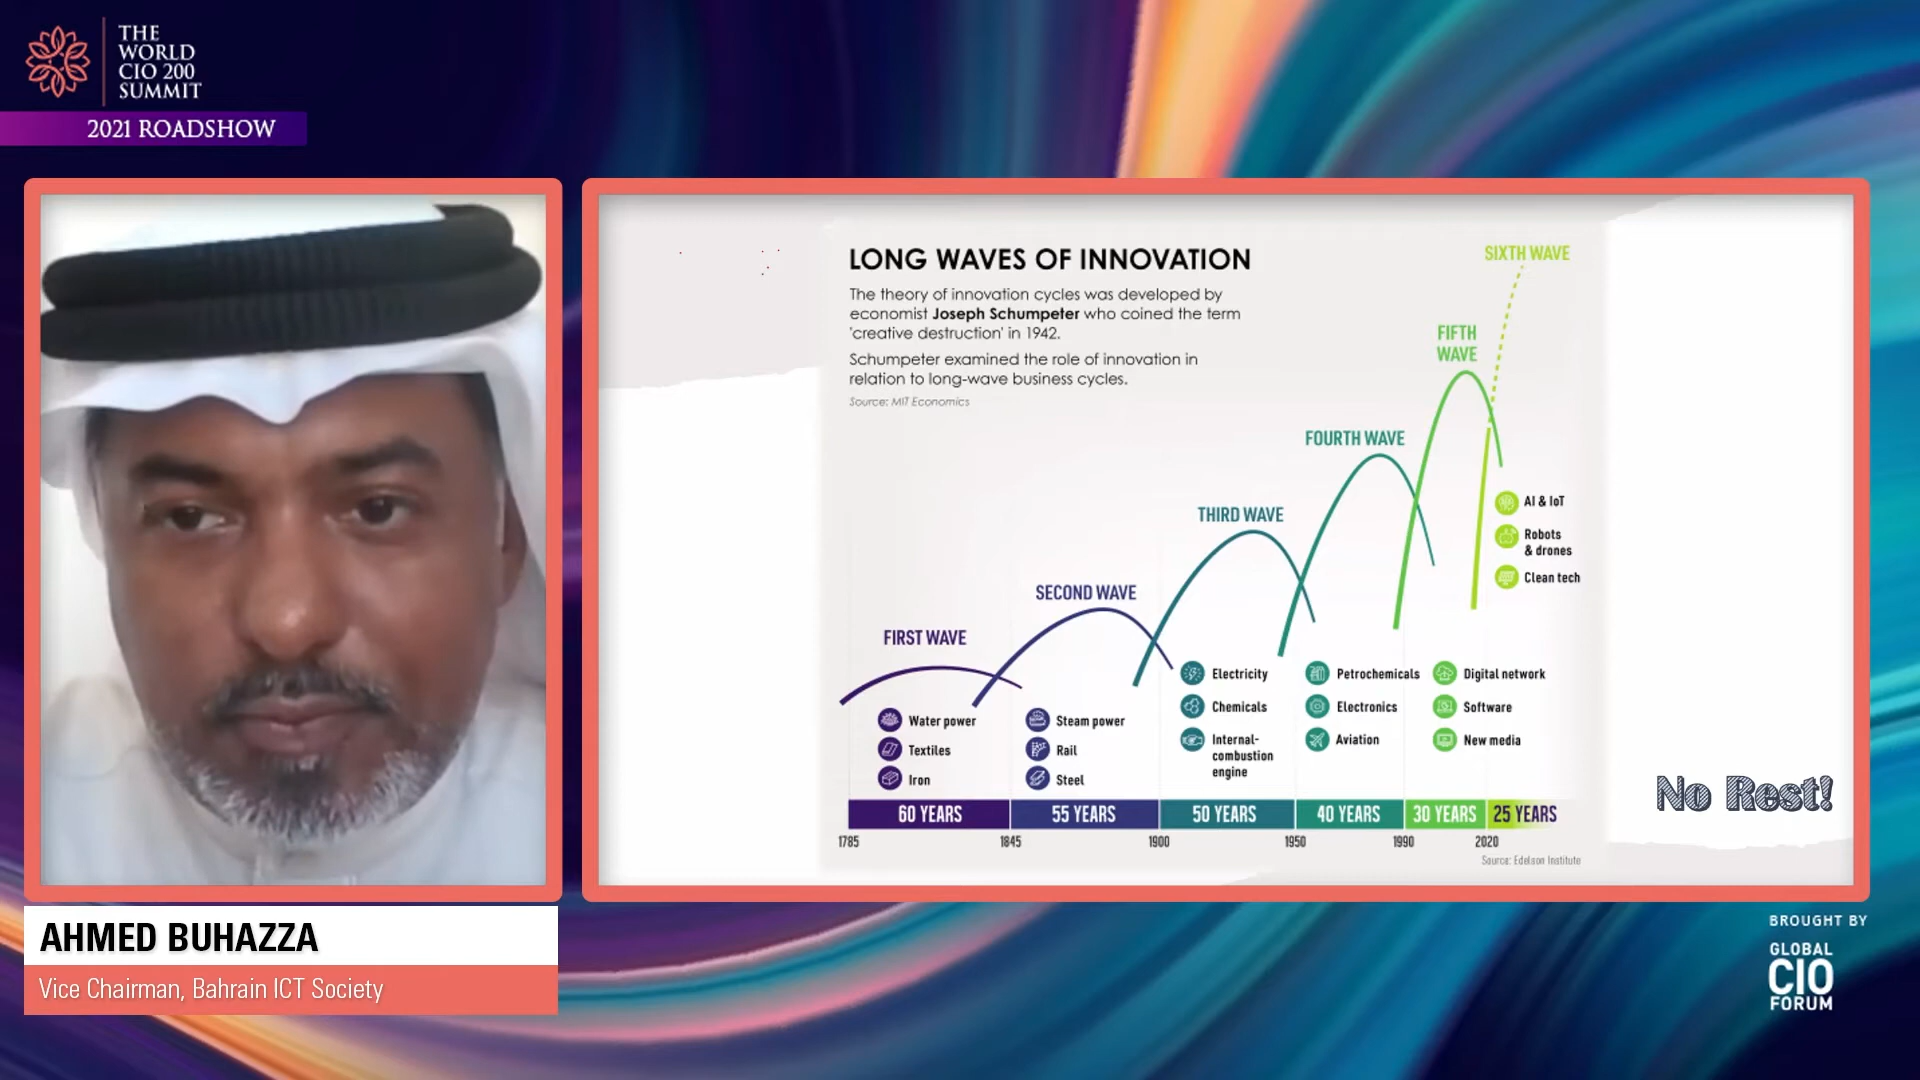 THE
WORLD
CIO 200
SUMMIT
2021 ROADSHOW
LONG WAVES OF INNOVATION
The theory of innovation cycles was developed by
economist Joseph Schumpeter who coined the term
'creative destruction' in 1942.
Schumpeter examined the role of innovation in
relation to long-wave business cycles.
Source: MIT Economics
SIXTH WAVE
FIFTH
WAVE
FOURTH WAVE
THIRD WAVE
SECOND WAVE
FIRST WAVE
AI & IoT
Robots
& drones
Clean tech
Water power
Textiles
Iron
Steam power
Rail
Steel
Electricity
Chemicals
Internal-
combustion
engine
Petrochemicals
Electronics
Aviation
Digital network
Software
New media
60 YEARS 55 YEARS 50 YEARS 40 YEARS 30 YEARS 25 YEARS
1785 1845 1900 1950 1990 2020
Source: Edelson Institute
No Rest!
AHMED BUHAZZA
Vice Chairman, Bahrain ICT Society
BROUGHT BY
GLOBAL
CIO
FORUM